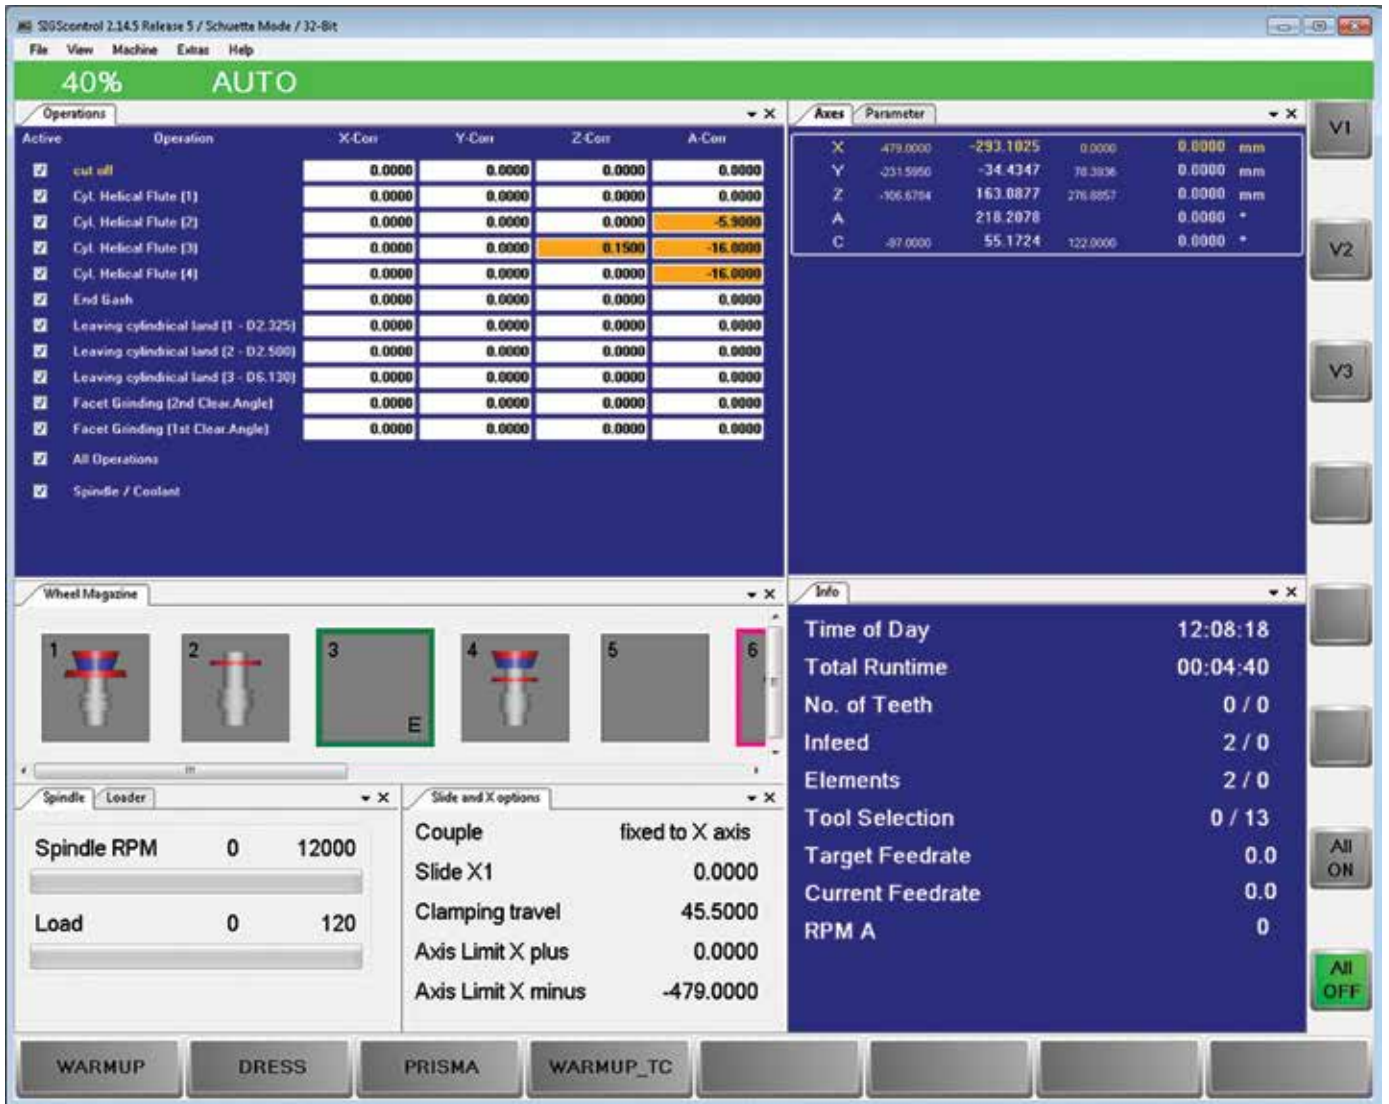 SIGScontrol 2.14.5 Release 5 / Schuette Mode / 32-Bit
File View Machine Extras Help
40% AUTO
Operations
Active Operation X-Corr Y-Corr Z-Corr A-Corr
cut off 0.0000 0.0000 0.0000 0.0000
Cyl. Helical Flute (1) 0.0000 0.0000 0.0000 0.0000
Cyl. Helical Flute (2) 0.0000 0.0000 0.0000 -5.9000
Cyl. Helical Flute (3) 0.0000 0.0000 0.1500 -16.0000
Cyl. Helical Flute (4) 0.0000 0.0000 0.0000 -16.0000
End Gash 0.0000 0.0000 0.0000 0.0000
Leaving cylindrical land (1 - D2.325) 0.0000 0.0000 0.0000 0.0000
Leaving cylindrical land (2 - D2.500) 0.0000 0.0000 0.0000 0.0000
Leaving cylindrical land (3 - D6.130) 0.0000 0.0000 0.0000 0.0000
Facet Grinding (2nd Clear.Angle) 0.0000 0.0000 0.0000 0.0000
Facet Grinding (1st Clear.Angle) 0.0000 0.0000 0.0000 0.0000
All Operations
Spindle / Coolant
Axes Parameter
X -479.0000 -293.1025 0.0000 0.0000 mm
Y -231.5950 -34.4347 78.3936 0.0000 mm
Z -106.6784 163.0877 276.8857 0.0000 mm
A 218.2078 0.0000 °
C -97.0000 55.1724 122.0000 0.0000 °
V1
V2
V3
All ON
All OFF
Wheel Magazine
1 2 3 4 5 6
E
Info
Time of Day 12:08:18
Total Runtime 00:04:40
No. of Teeth 0 / 0
Infeed 2 / 0
Elements 2 / 0
Tool Selection 0 / 13
Target Feedrate 0.0
Current Feedrate 0.0
RPM A 0
Spindle Loader
Spindle RPM 0 12000
Load 0 120
Slide and X options
Couple fixed to X axis
Slide X1 0.0000
Clamping travel 45.5000
Axis Limit X plus 0.0000
Axis Limit X minus -479.0000
WARMUP DRESS PRISMA WARMUP_TC